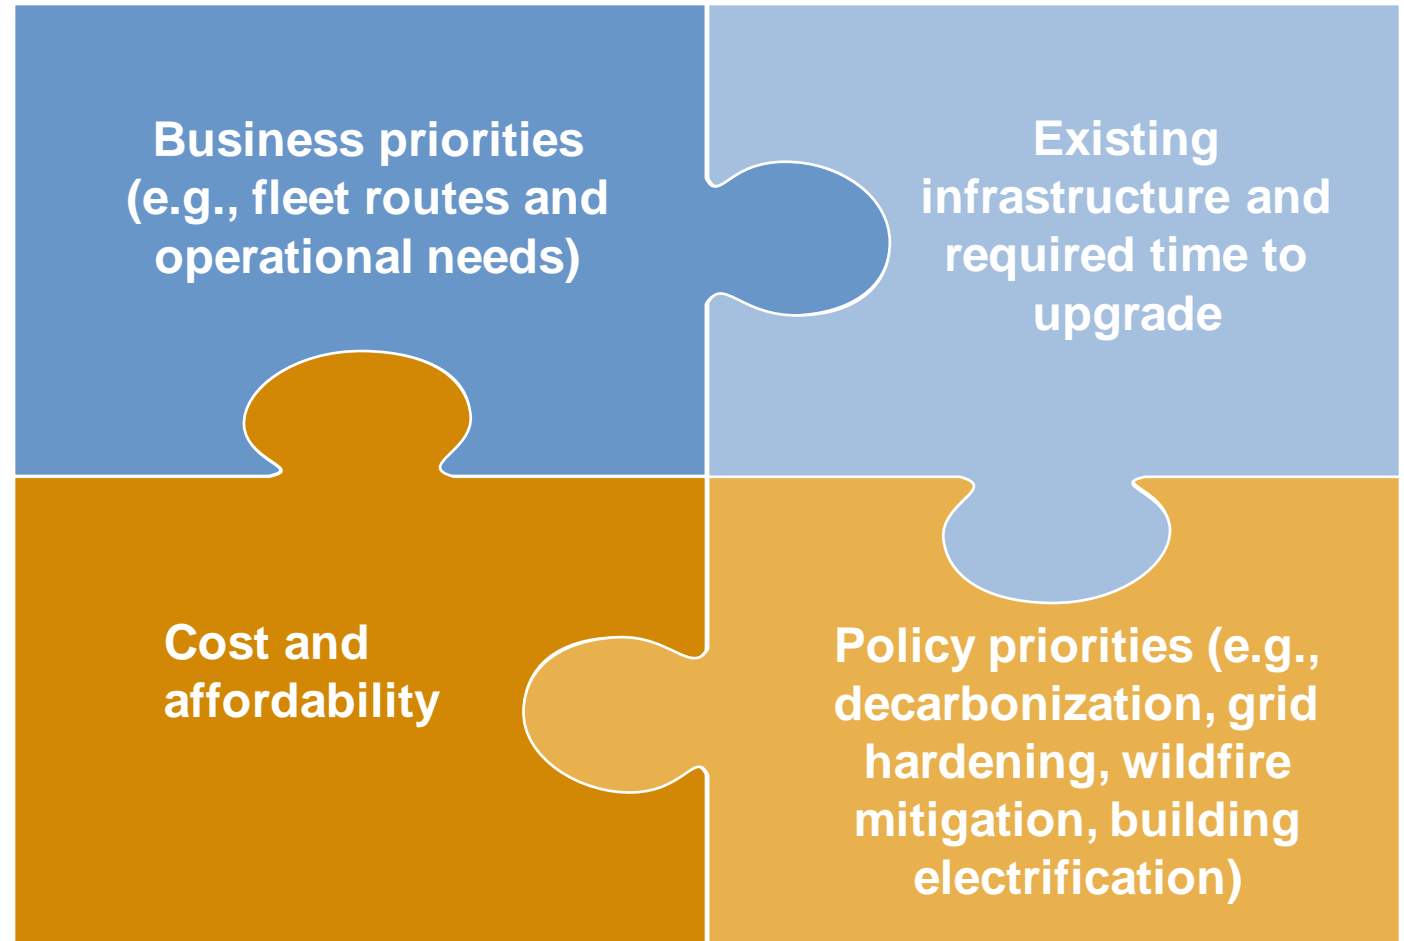 Business priorities
(e.g., fleet routes and
operational needs)
Existing
infrastructure and
required time to
upgrade
Cost and
affordability
Policy priorities (e.g.,
decarbonization, grid
hardening, wildfire
mitigation, building
electrification)